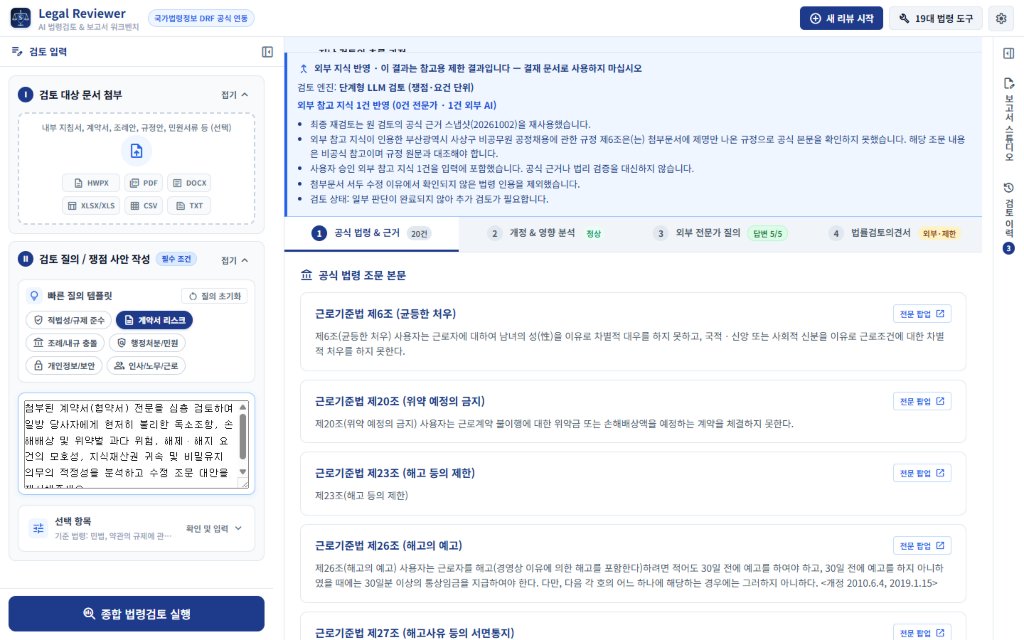 Legal Reviewer
AI 법령검토 & 보고서 워크벤치
국가법령정보 DRF 공식 연동
새 리뷰 시작
19대 법령 도구
검토 입력
I 검토 대상 문서 첨부
접기
내부 지침서, 계약서, 조례안, 규정안, 민원서류 등 (선택)
HWPX
PDF
DOCX
XLSX/XLS
CSV
TXT
II 검토 질의 / 쟁점 사안 작성
필수 조건
접기
빠른 질의 템플릿
질의 초기화
적법성/규제 준수
계약서 리스크
조례/내규 충돌
행정처분/민원
개인정보/보안
인사/노무/근로
첨부된 계약서(협약서) 전문을 심층 검토하여
일방 당사자에게 현저히 불리한 독소조항, 손
해배상 및 위약벌 과다 위험, 해제·해지 요
건의 모호성, 지식재산권 귀속 및 비밀유지
의무의 적정성을 분석하고 수정 조문 대안을
선택 항목
기준 법령: 민법, 약관의 규제에 관…
확인 및 입력
종합 법령검토 실행
외부 지식 반영 · 이 결과는 참고용 제한 결과입니다 — 결재 문서로 사용하지 마십시오
검토 엔진: 단계형 LLM 검토 (쟁점·요건 단위)
외부 참고 지식 1건 반영 (0건 전문가 · 1건 외부 AI)
• 최종 재검토는 원 검토의 공식 근거 스냅샷(20261002)을 재사용했습니다.
• 외부 참고 지식이 인용한 부산광역시 사상구 비공무원 공정채용에 관한 규정 제6조은(는) 첨부문서에 제명만 나온 규정으로 공식 본문을 확인하지 못했습니다. 해당 조문 내용
은 비공식 참고이며 규정 원문과 대조해야 합니다.
• 사용자 승인 외부 참고 지식 1건을 입력에 포함했습니다. 공식 근거나 법리 검증을 대신하지 않습니다.
• 첨부문서 서두 수정 이유에서 확인되지 않은 법령 인용을 제외했습니다.
• 검토 상태: 일부 판단이 완료되지 않아 추가 검토가 필요합니다.
1 공식 법령 & 근거 20건
2 개정 & 영향 분석 정상
3 외부 전문가 질의 답변 5/5
4 법률검토의견서 외부·제한
공식 법령 조문 본문
근로기준법 제6조 (균등한 처우)
전문 팝업
제6조(균등한 처우) 사용자는 근로자에 대하여 남녀의 성(性)을 이유로 차별적 대우를 하지 못하고, 국적ㆍ신앙 또는 사회적 신분을 이유로 근로조건에 대한 차별
적 처우를 하지 못한다.
근로기준법 제20조 (위약 예정의 금지)
전문 팝업
제20조(위약 예정의 금지) 사용자는 근로계약 불이행에 대한 위약금 또는 손해배상액을 예정하는 계약을 체결하지 못한다.
근로기준법 제23조 (해고 등의 제한)
전문 팝업
제23조(해고 등의 제한)
근로기준법 제26조 (해고의 예고)
전문 팝업
제26조(해고의 예고) 사용자는 근로자를 해고(경영상 이유에 의한 해고를 포함한다)하려면 적어도 30일 전에 예고를 하여야 하고, 30일 전에 예고를 하지 아니하
였을 때에는 30일분 이상의 통상임금을 지급하여야 한다. 다만, 다음 각 호의 어느 하나에 해당하는 경우에는 그러하지 아니하다. <개정 2010.6.4, 2019.1.15>
근로기준법 제27조 (해고사유 등의 서면통지)
전문 팝업
보고서 스튜디오
검토 이력
3